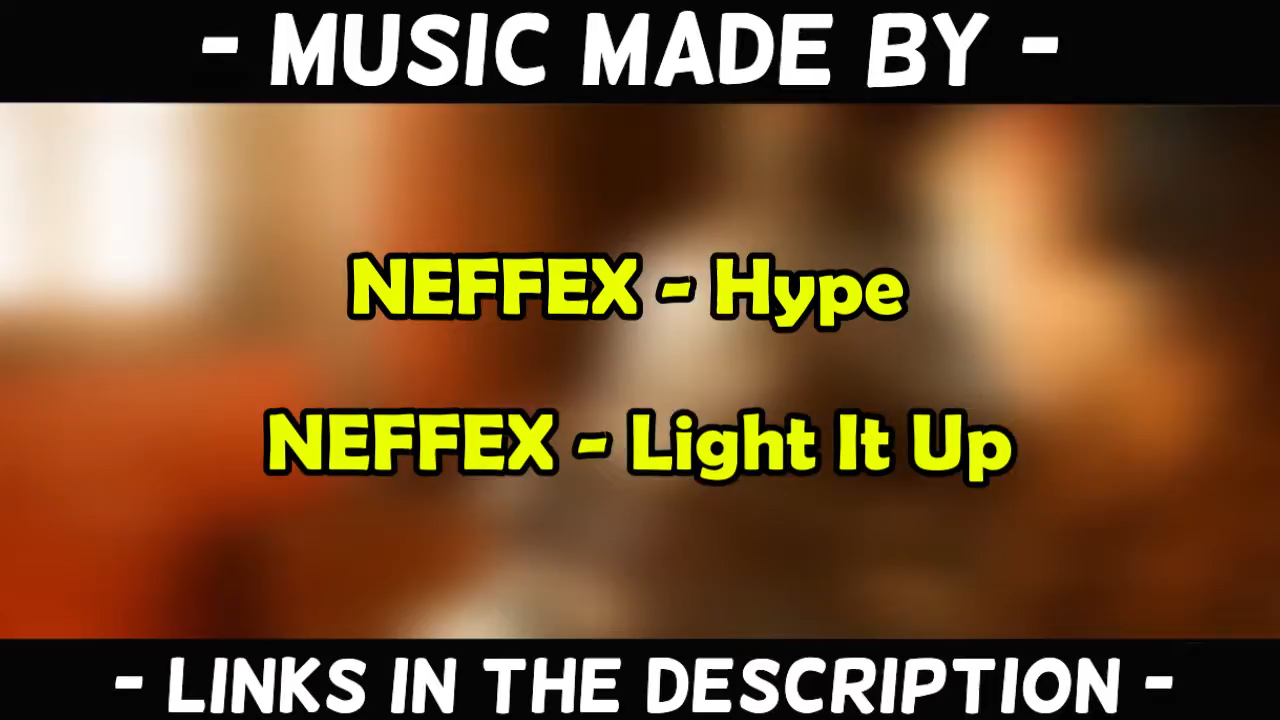 - MUSIC MADE BY -
NEFFEX - Hype
NEFFEX - Light It Up
- LINKS IN THE DESCRIPTION -